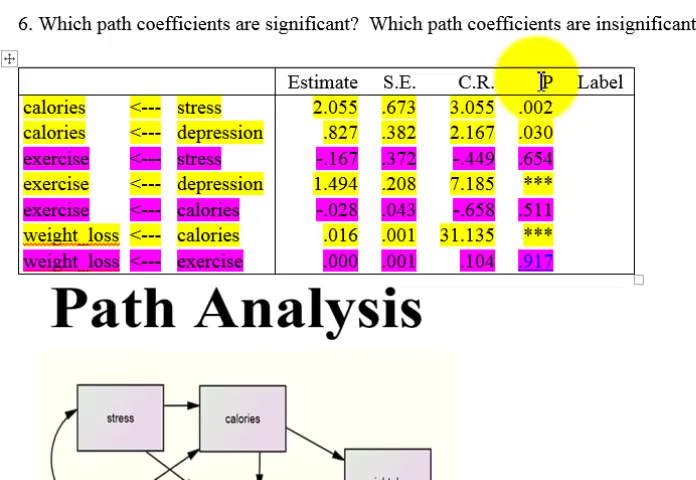 6. Which path coefficients are significant?  Which path coefficients are insignificant
Estimate S.E. C.R. P Label
calories <--- stress 2.055 .673 3.055 .002
calories <--- depression .827 .382 2.167 .030
exercise <--- stress -.167 .372 -.449 .654
exercise <--- depression 1.494 .208 7.185 ***
exercise <--- calories -.028 .043 -.658 .511
weight_loss <--- calories .016 .001 31.135 ***
weight_loss <--- exercise .000 .001 .104 .917
Path Analysis
stress calories